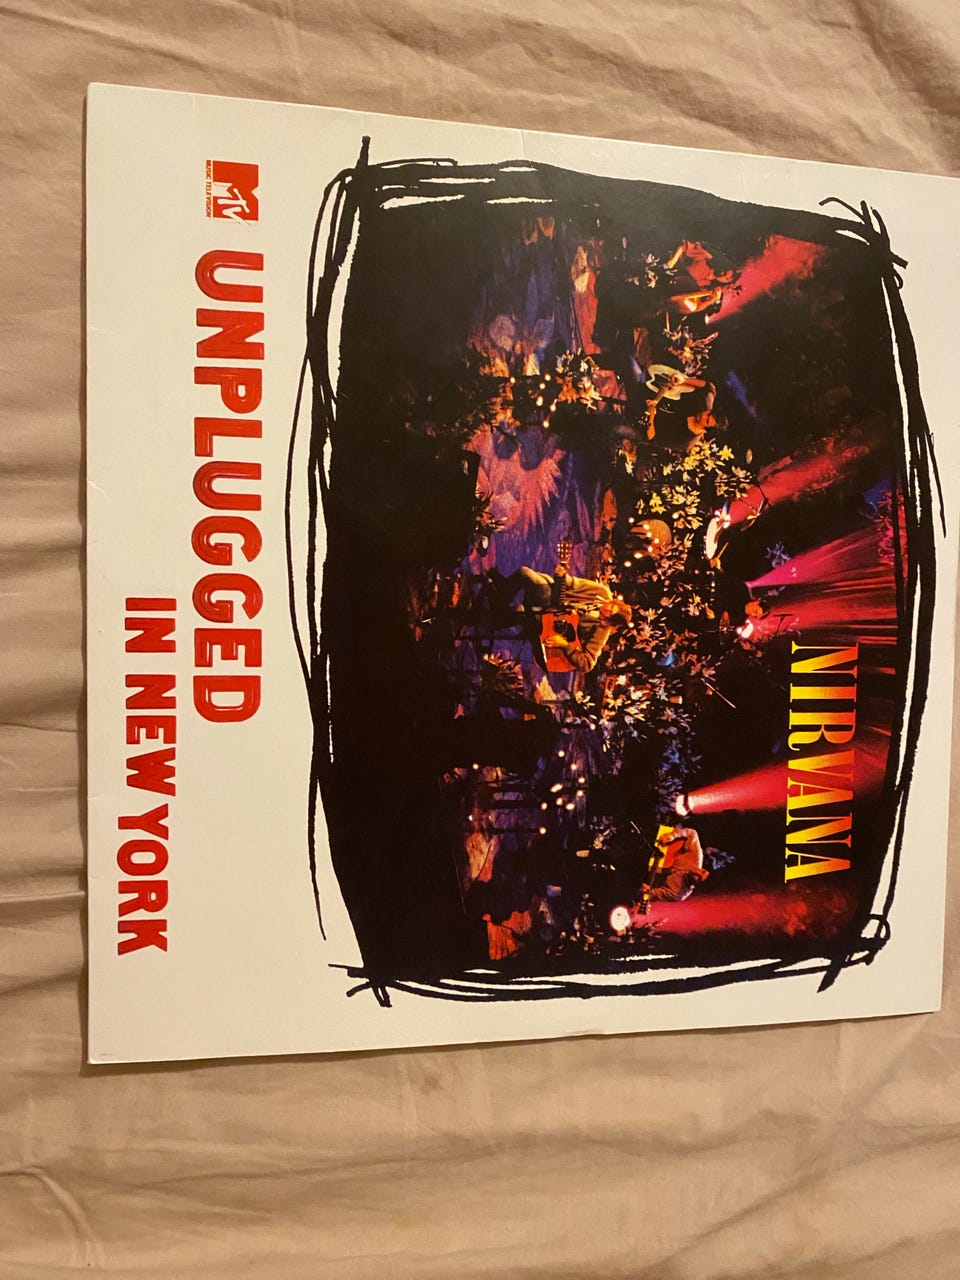 NIRVANA
MTV
MUSIC TELEVISION
UNPLUGGED
IN NEW YORK